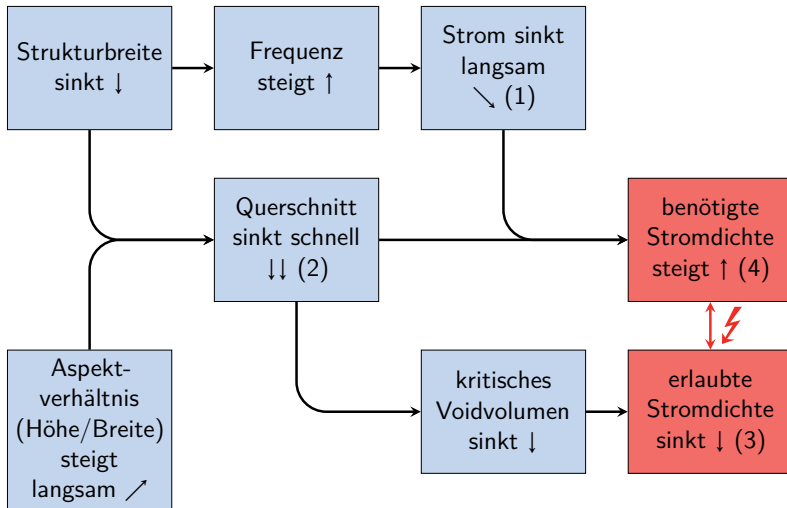 Strukturbreite
sinkt ↓
Frequenz
steigt ↑
Strom sinkt
langsam
↘ (1)
Querschnitt
sinkt schnell
↓↓ (2)
benötigte
Stromdichte
steigt ↑ (4)
Aspekt-
verhältnis
(Höhe/Breite)
steigt
langsam ↗
kritisches
Voidvolumen
sinkt ↓
erlaubte
Stromdichte
sinkt ↓ (3)